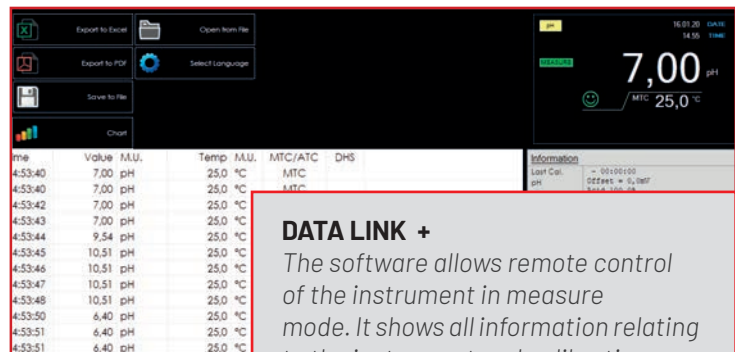 Export to Excel
Open from File
Export to PDF
Select Language
Save to File
Chart
pH
16.01.20 DATE
14.55 TIME
MEASURE
7,00 pH
MTC 25,0 °C
me Value M.U. Temp M.U. MTC/ATC DHS
4:53:40 7,00 pH 25,0 °C MTC
4:53:40 7,00 pH 25,0 °C MTC
4:53:42 7,00 pH 25,0 °C
4:53:43 7,00 pH 25,0 °C
4:53:44 9,54 pH 25,0 °C
4:53:45 10,51 pH 25,0 °C
4:53:46 10,51 pH 25,0 °C
4:53:47 10,51 pH 25,0 °C
4:53:48 10,51 pH 25,0 °C
4:53:50 6,40 pH 25,0 °C
4:53:51 6,40 pH 25,0 °C
4:53:51 6,40 pH 25,0 °C
Information
Last Cal. - 00:00:00
pH Offset = 0,0mV
DATA LINK +
The software allows remote control
of the instrument in measure
mode. It shows all information relating